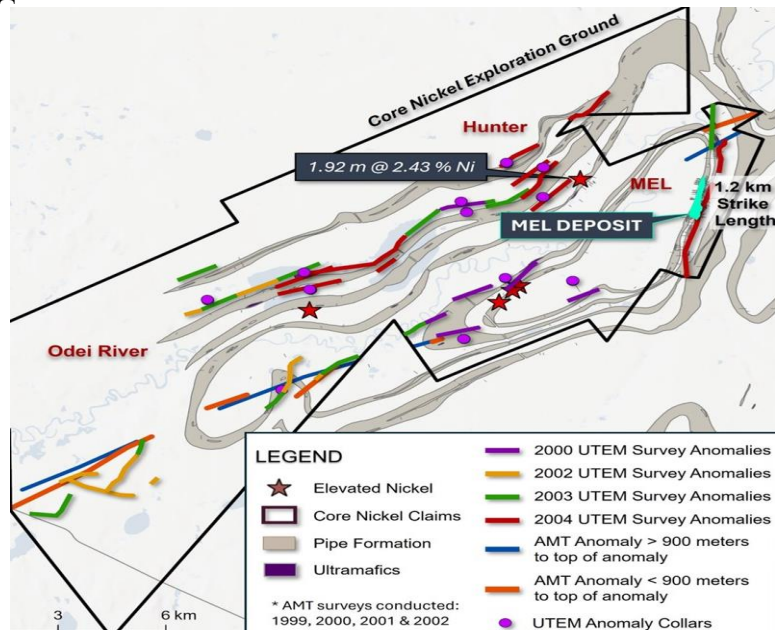 Core Nickel Exploration Ground
Hunter
1.92 m @ 2.43 % Ni
MEL
1.2 km
Strike
Length
MEL DEPOSIT
Odei River
LEGEND
Elevated Nickel
Core Nickel Claims
Pipe Formation
Ultramafics
* AMT surveys conducted:
1999, 2000, 2001 & 2002
2000 UTEM Survey Anomalies
2002 UTEM Survey Anomalies
2003 UTEM Survey Anomalies
2004 UTEM Survey Anomalies
AMT Anomaly > 900 meters
to top of anomaly
AMT Anomaly < 900 meters
to top of anomaly
UTEM Anomaly Collars
3
6 km